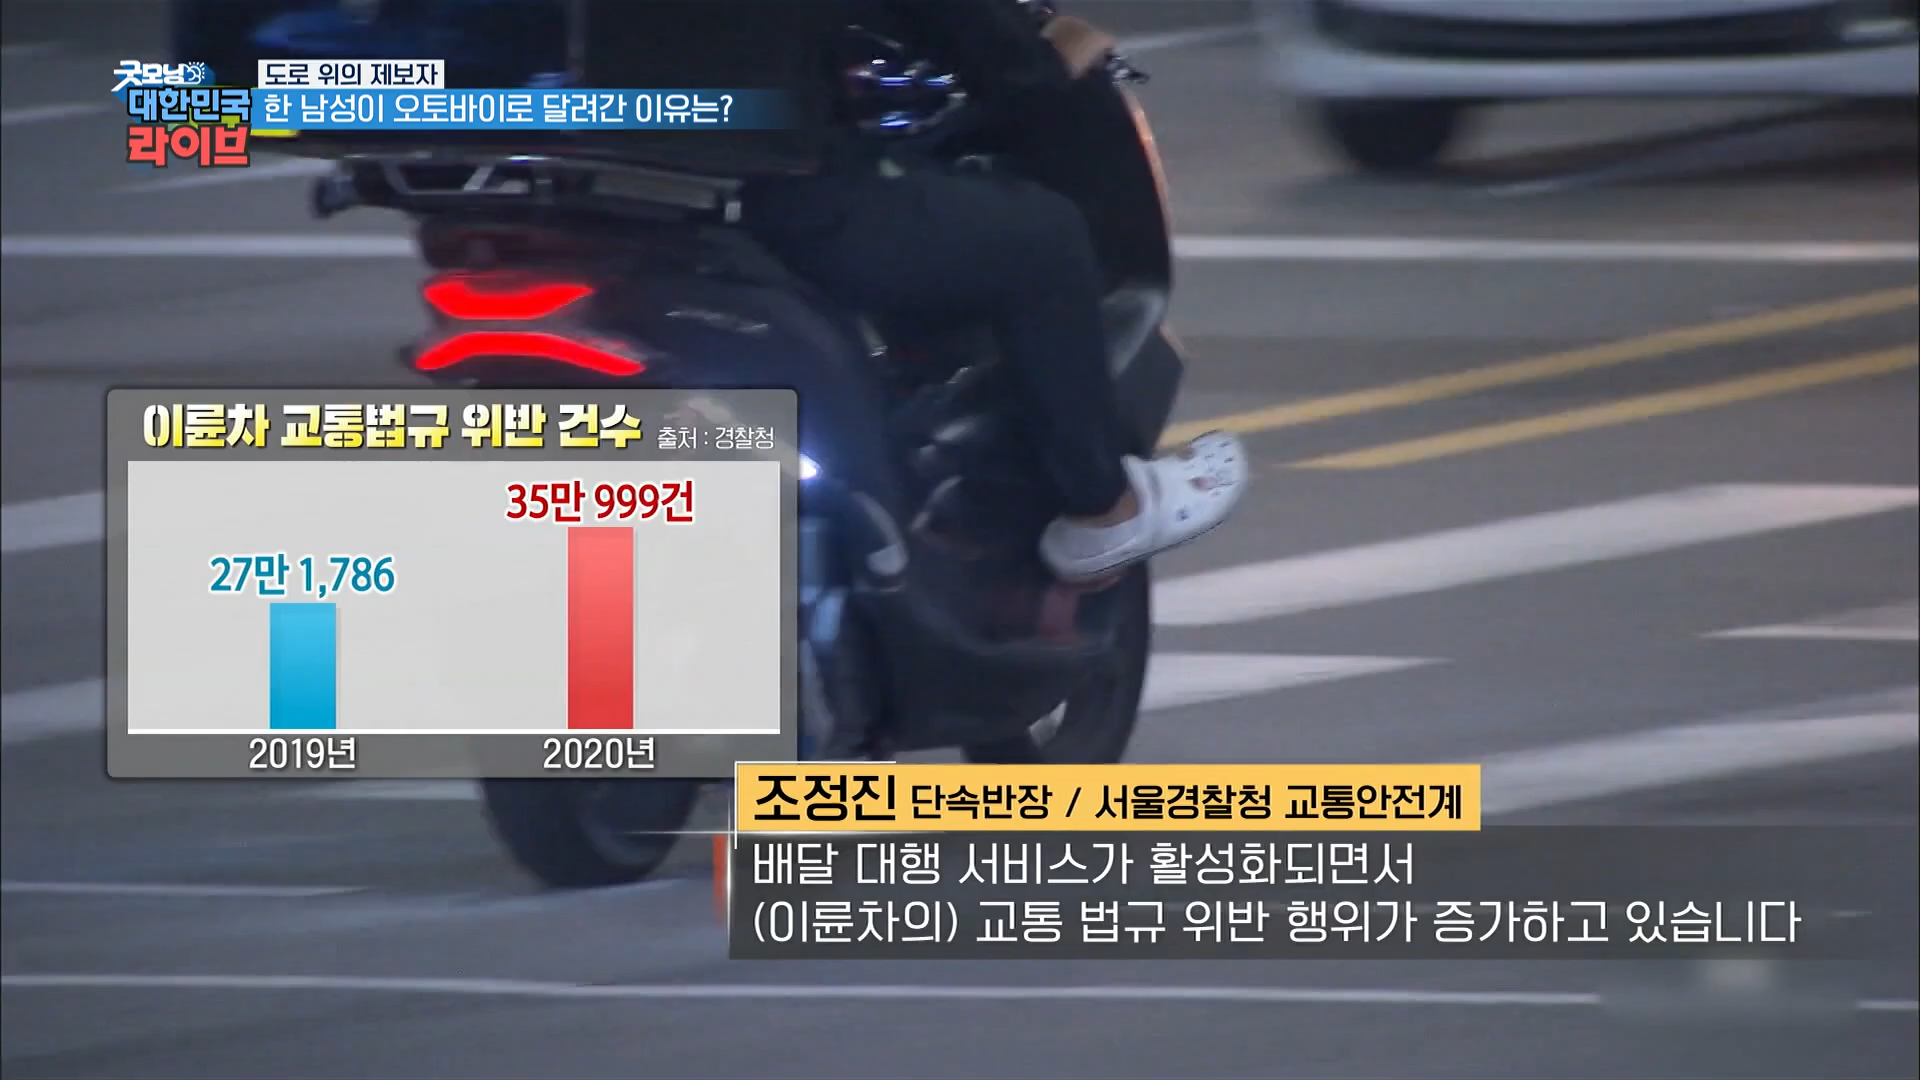 굿모닝
대한민국
라이브
도로 위의 제보자
한 남성이 오토바이로 달려간 이유는?
이륜차 교통법규 위반 건수 출처 : 경찰청
27만 1,786
35만 999건
2019년
2020년
조정진 단속반장 / 서울경찰청 교통안전계
배달 대행 서비스가 활성화되면서
(이륜차의) 교통 법규 위반 행위가 증가하고 있습니다